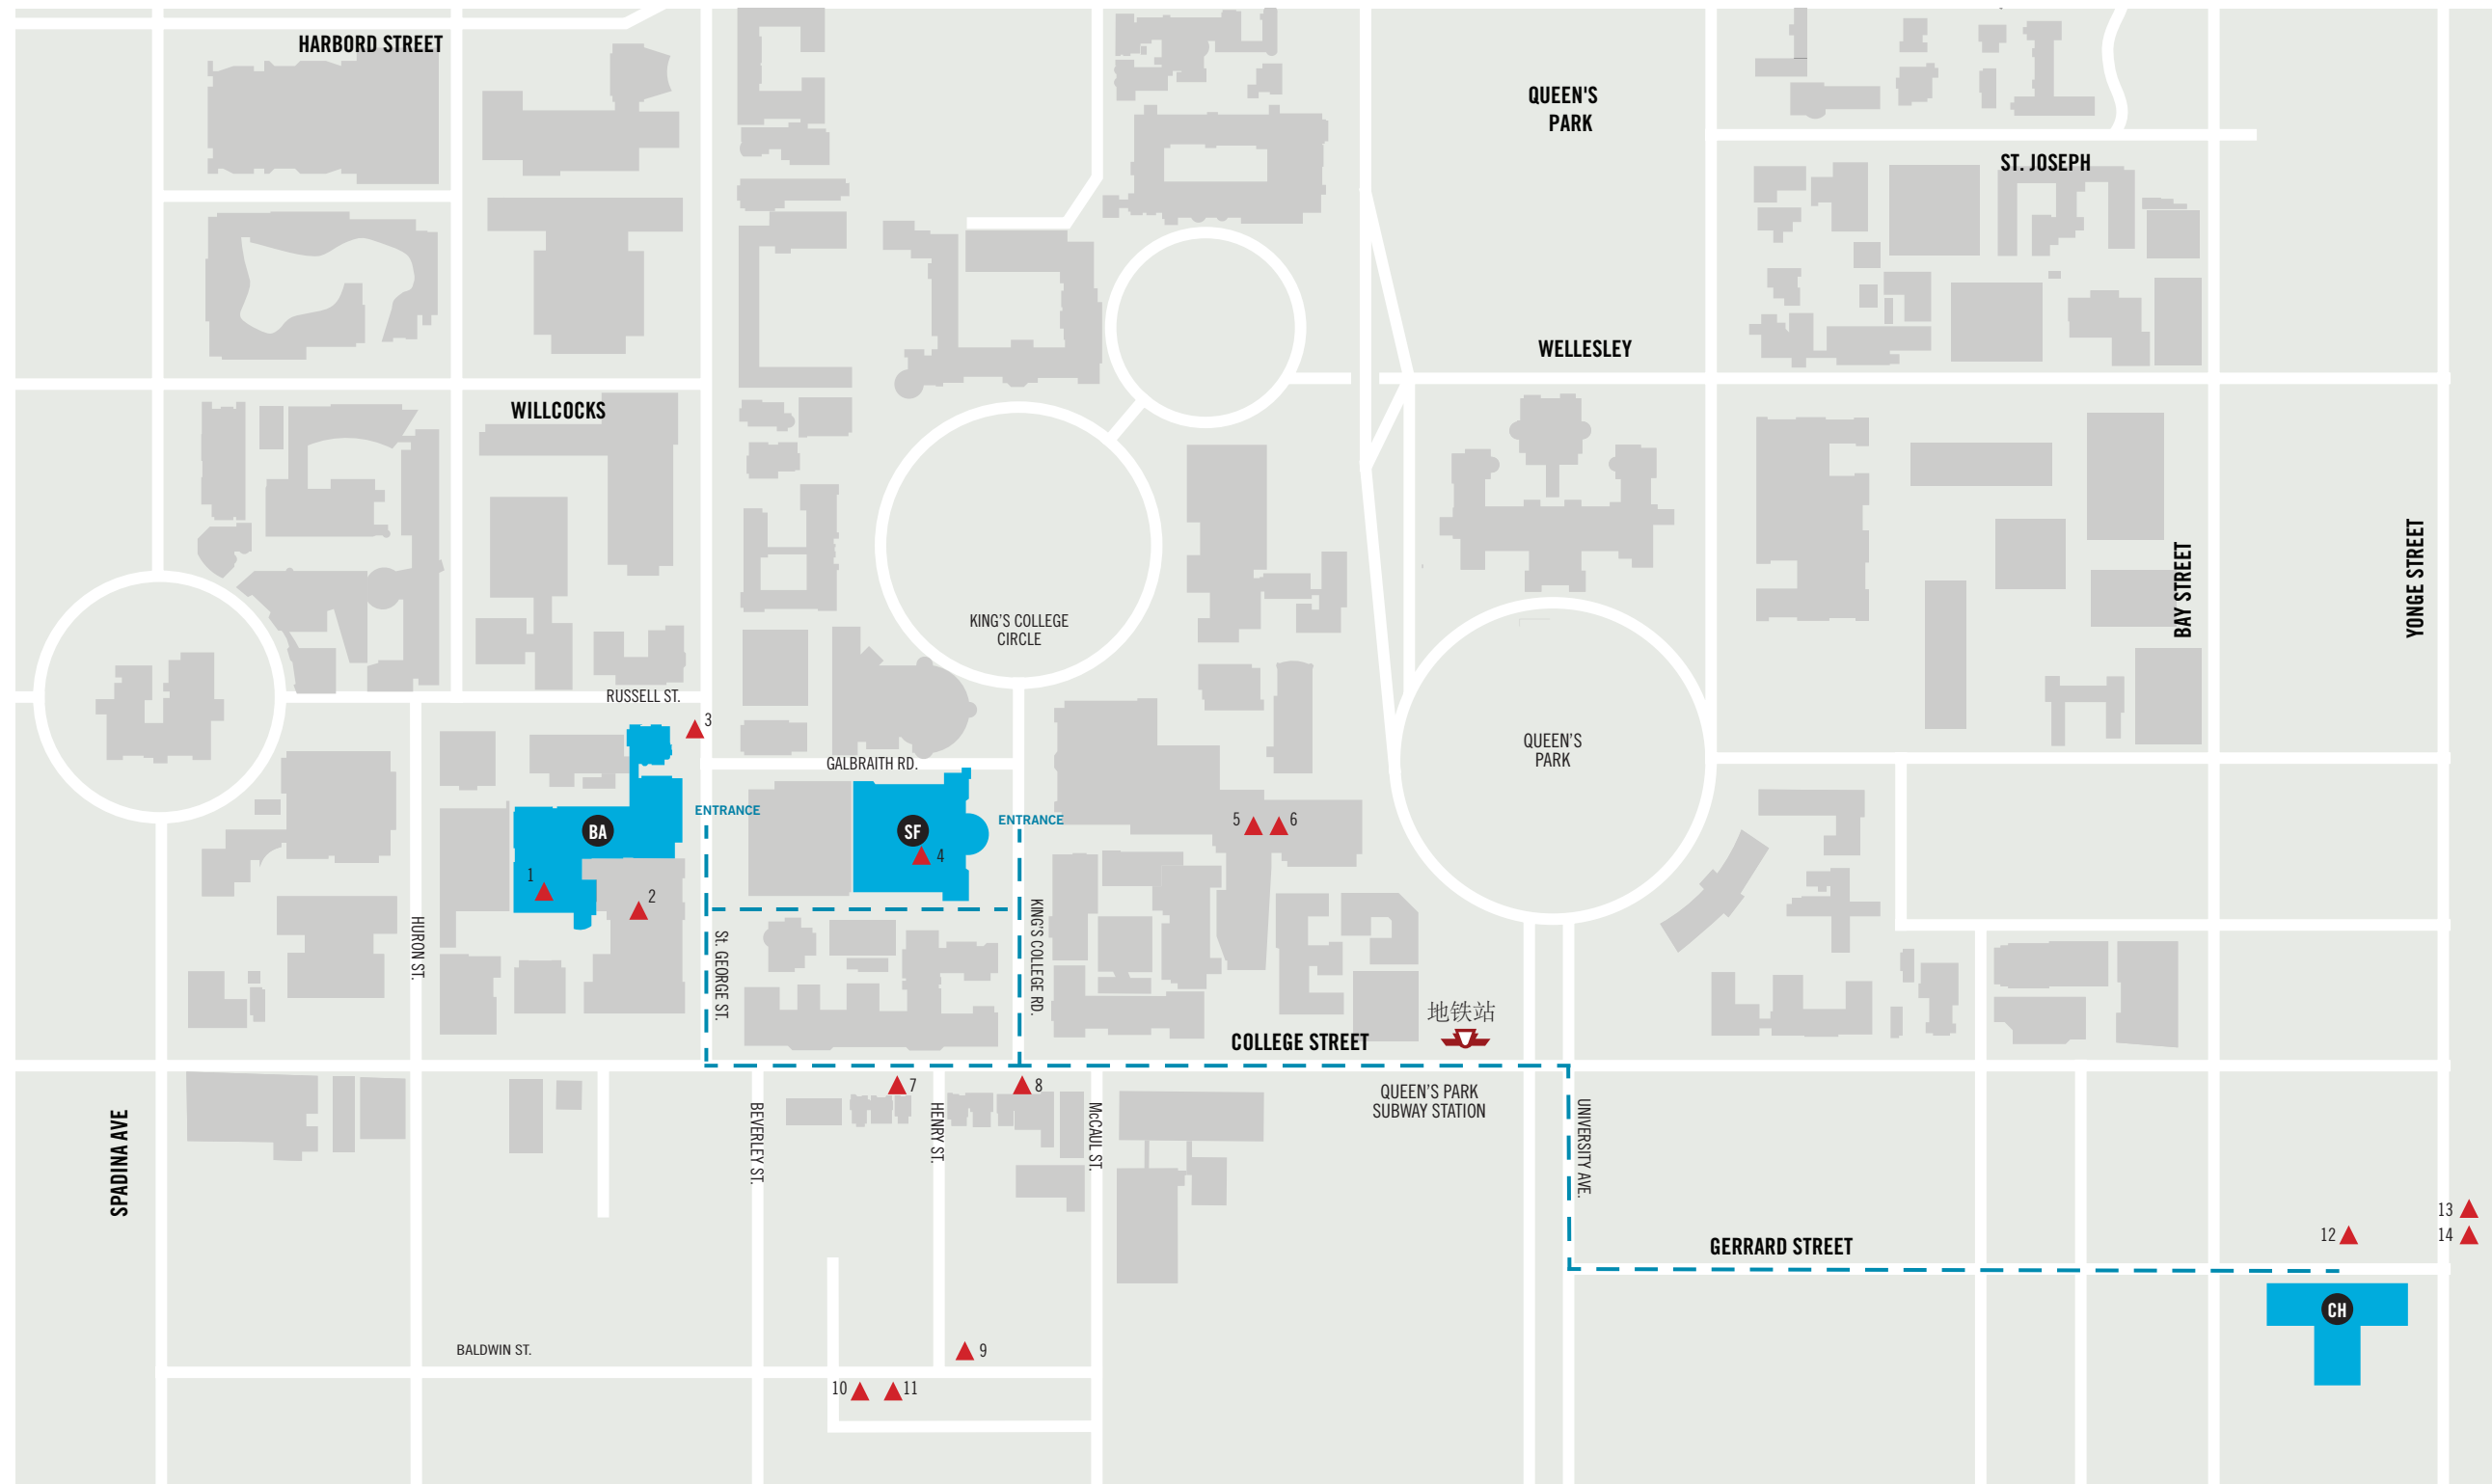 HARBORD STREET
QUEEN'S
PARK
ST. JOSEPH
WELLESLEY
WILLCOCKS
YONGE STREET
BAY STREET
KING'S COLLEGE
CIRCLE
RUSSELL ST.
3
QUEEN'S
PARK
GALBRAITH RD.
ENTRANCE
ENTRANCE
BA
SF
5
6
4
1
2
HURON ST.
St. GEORGE ST.
KING'S COLLEGE RD.
地铁站
COLLEGE STREET
7
8
QUEEN'S PARK
SUBWAY STATION
SPADINA AVE
BEVERLEY ST.
HENRY ST.
McCAUL ST.
UNIVERSITY AVE.
13
12
14
GERRARD STREET
CH
BALDWIN ST.
9
10
11